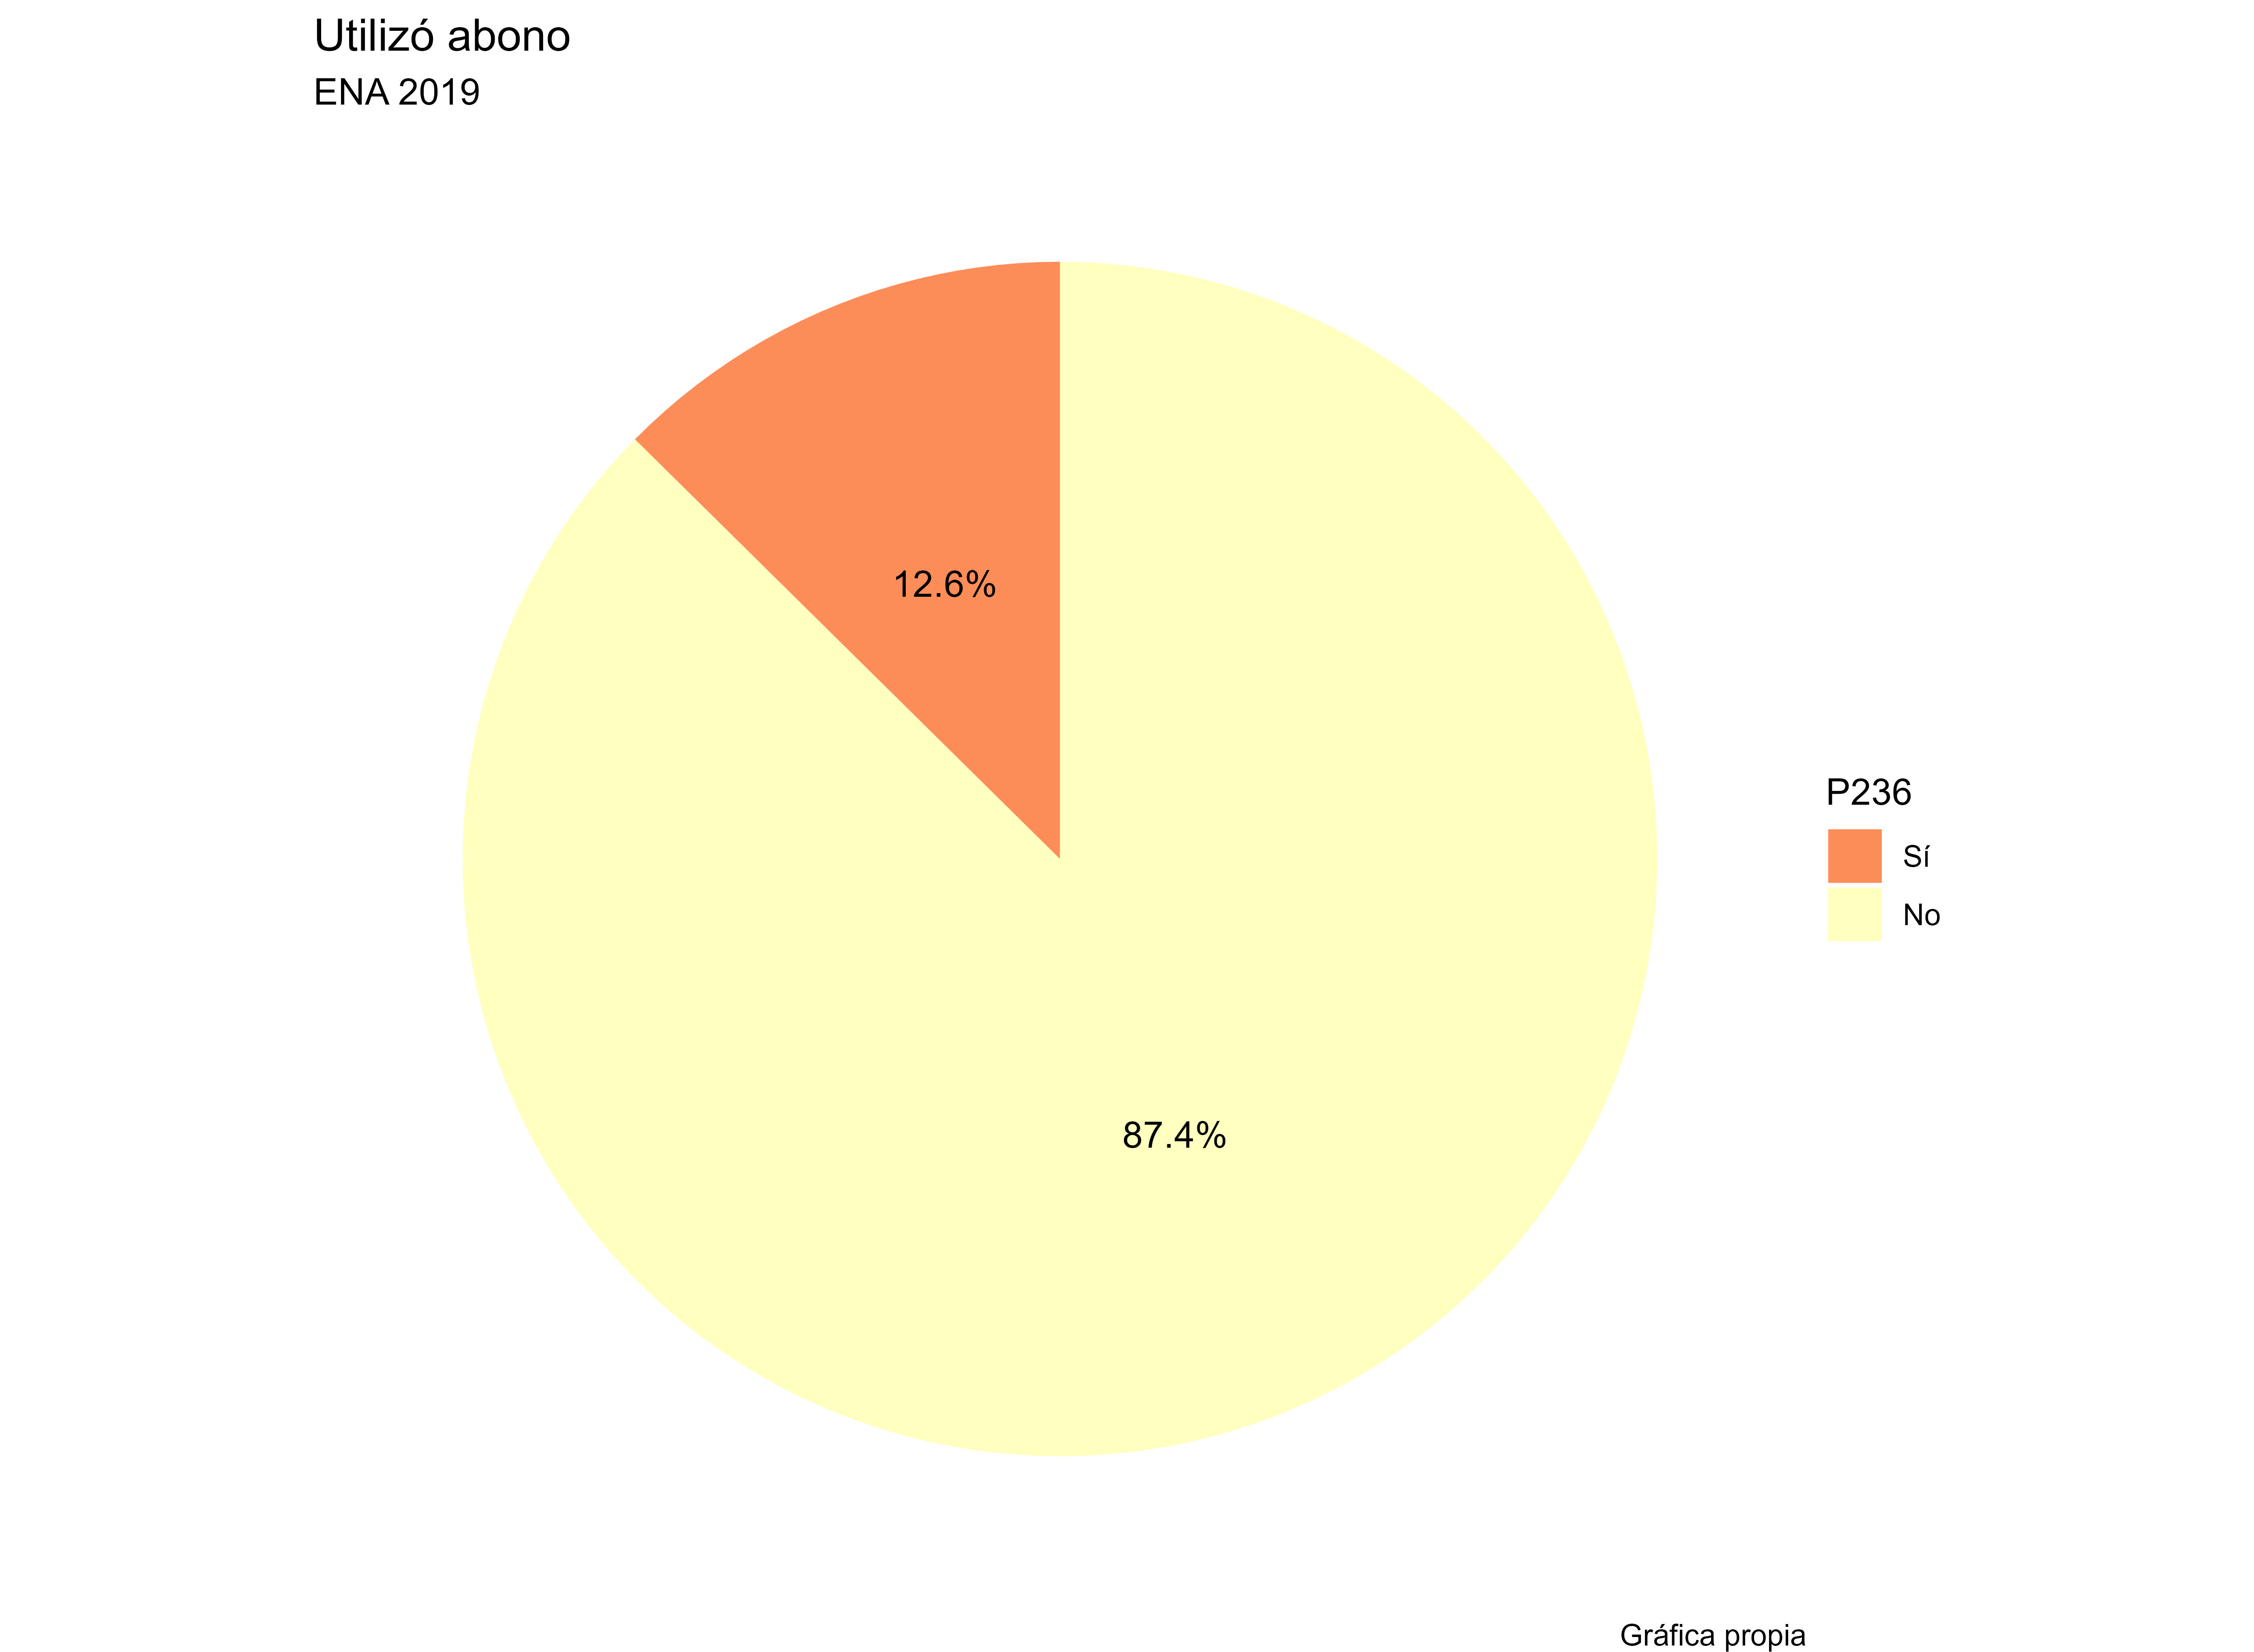 Utilizó abono
ENA 2019
12.6%
87.4%
P236
Sí
No
Gráfica propia